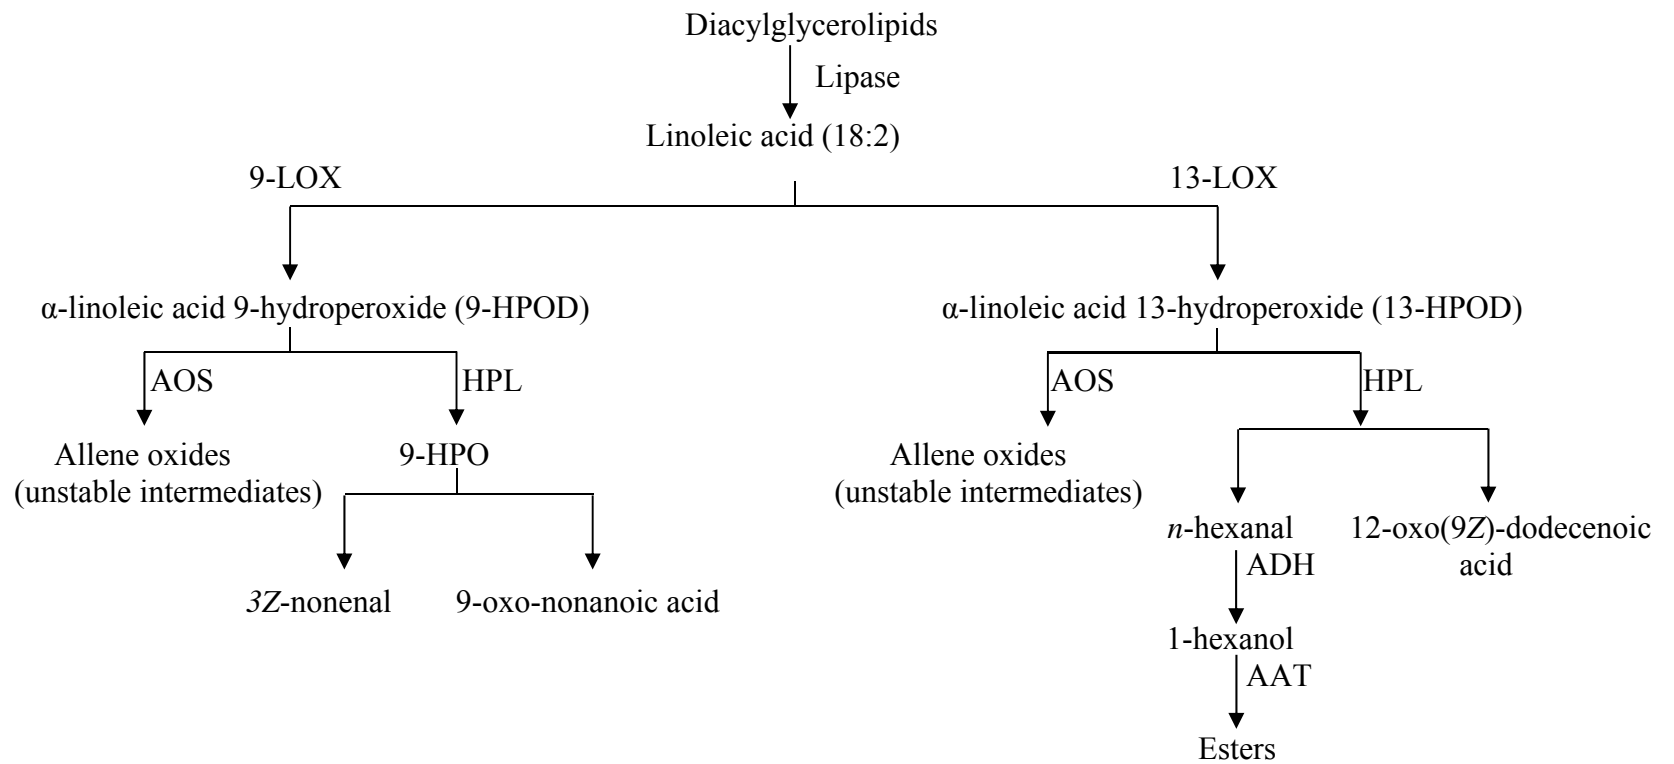 Diacylglycerolipids
Lipase
Linoleic acid (18:2)
9-LOX
13-LOX
α-linoleic acid 9-hydroperoxide (9-HPOD)
α-linoleic acid 13-hydroperoxide (13-HPOD)
AOS
HPL
AOS
HPL
Allene oxides
(unstable intermediates)
9-HPO
Allene oxides
(unstable intermediates)
n-hexanal
12-oxo(9Z)-dodecenoic
acid
ADH
3Z-nonenal
9-oxo-nonanoic acid
1-hexanol
AAT
Esters